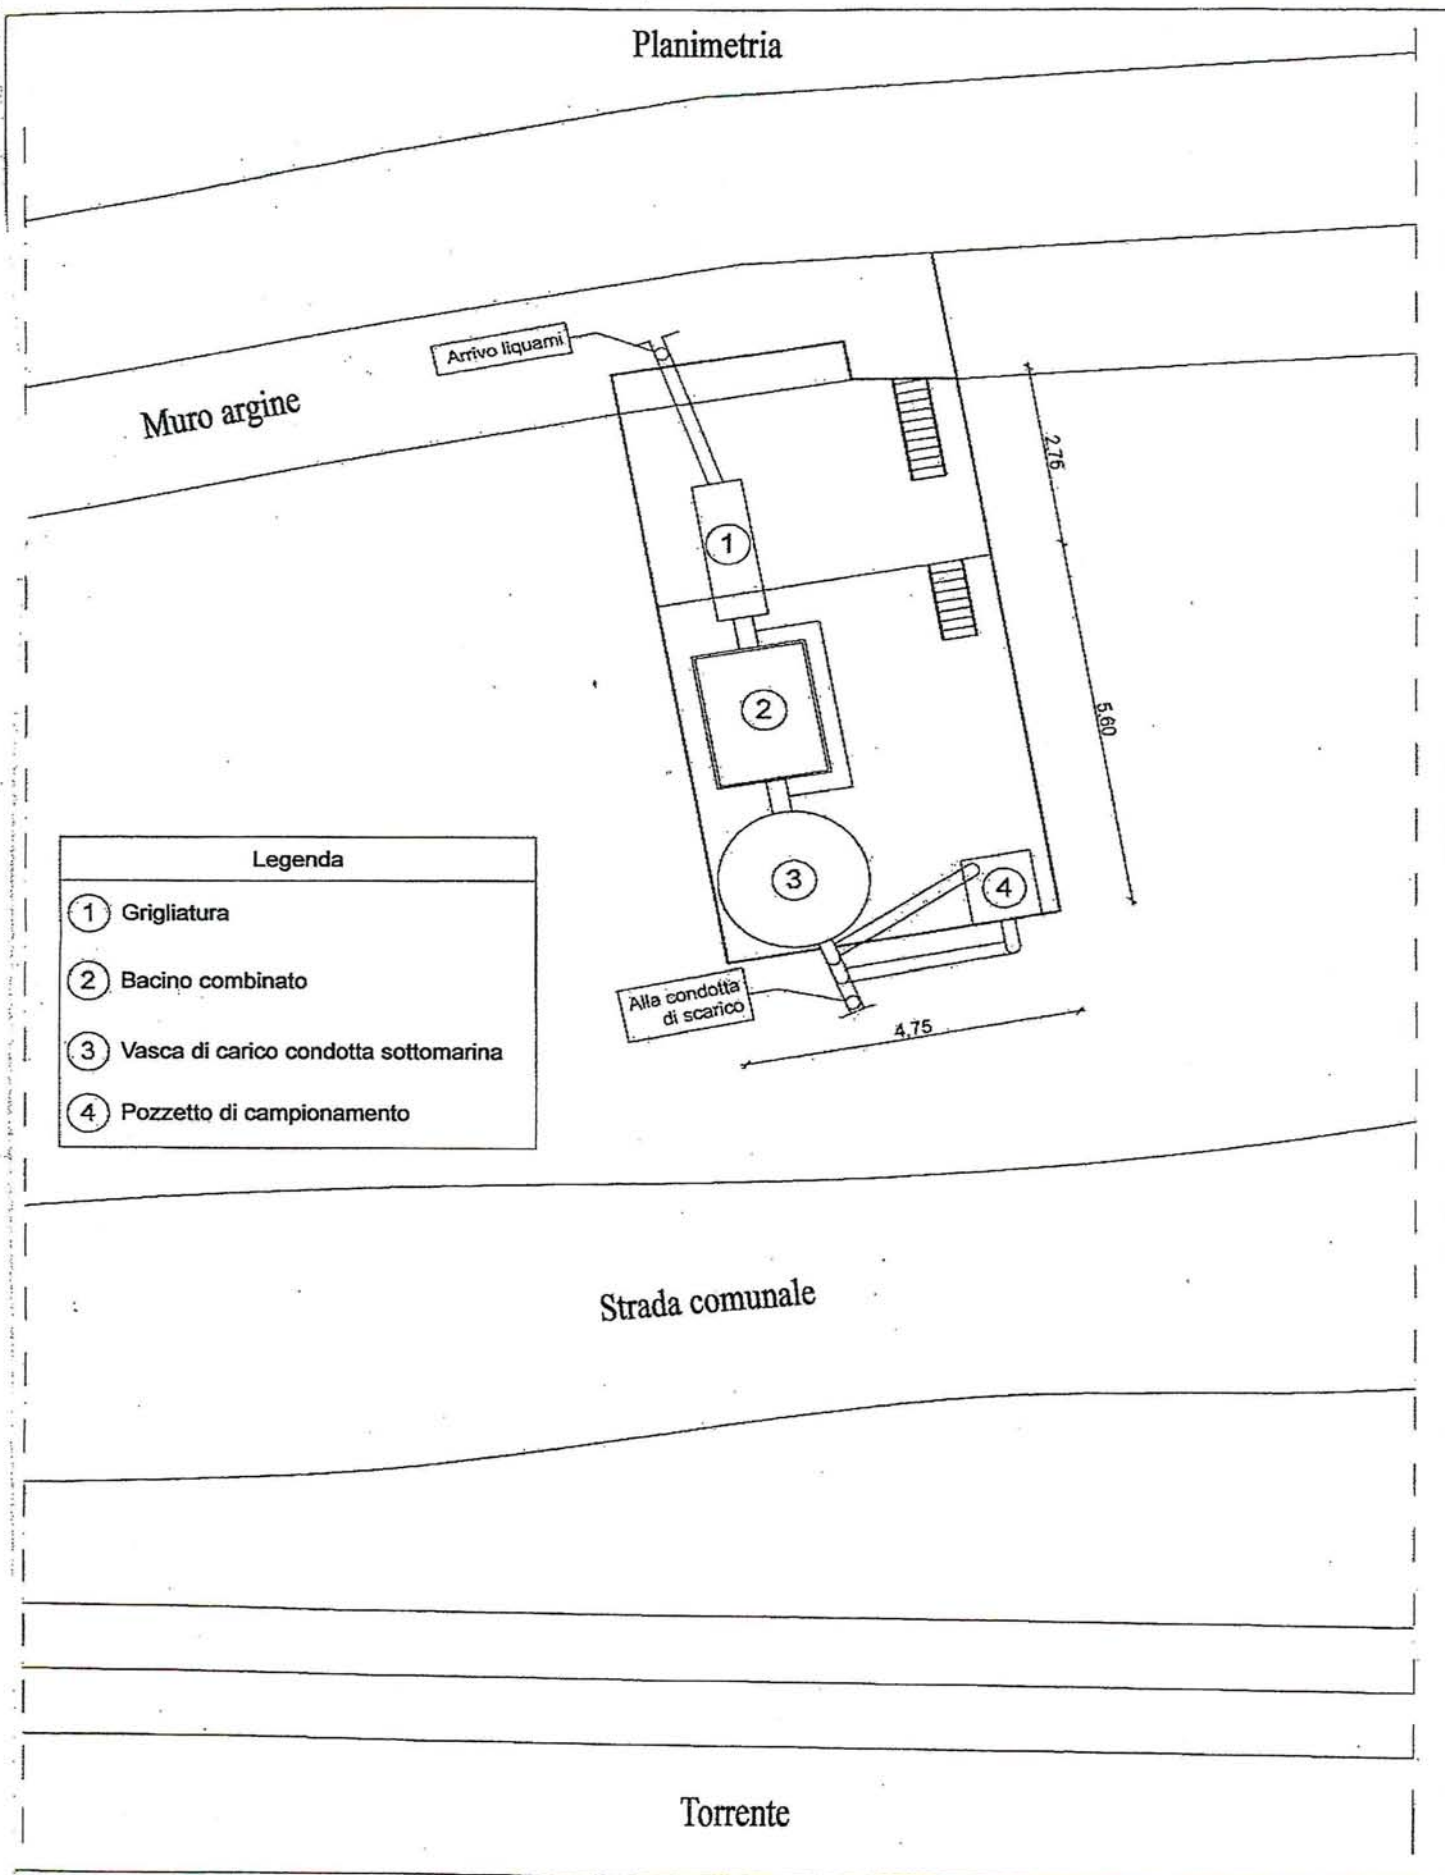 Planimetria
Arrivo liquami
Muro argine
2,75
1
2
5,60
3
4
Legenda
1 Grigliatura
2 Bacino combinato
3 Vasca di carico condotta sottomarina
4 Pozzetto di campionamento
Alla condotta
di scarico
4,75
Strada comunale
Torrente